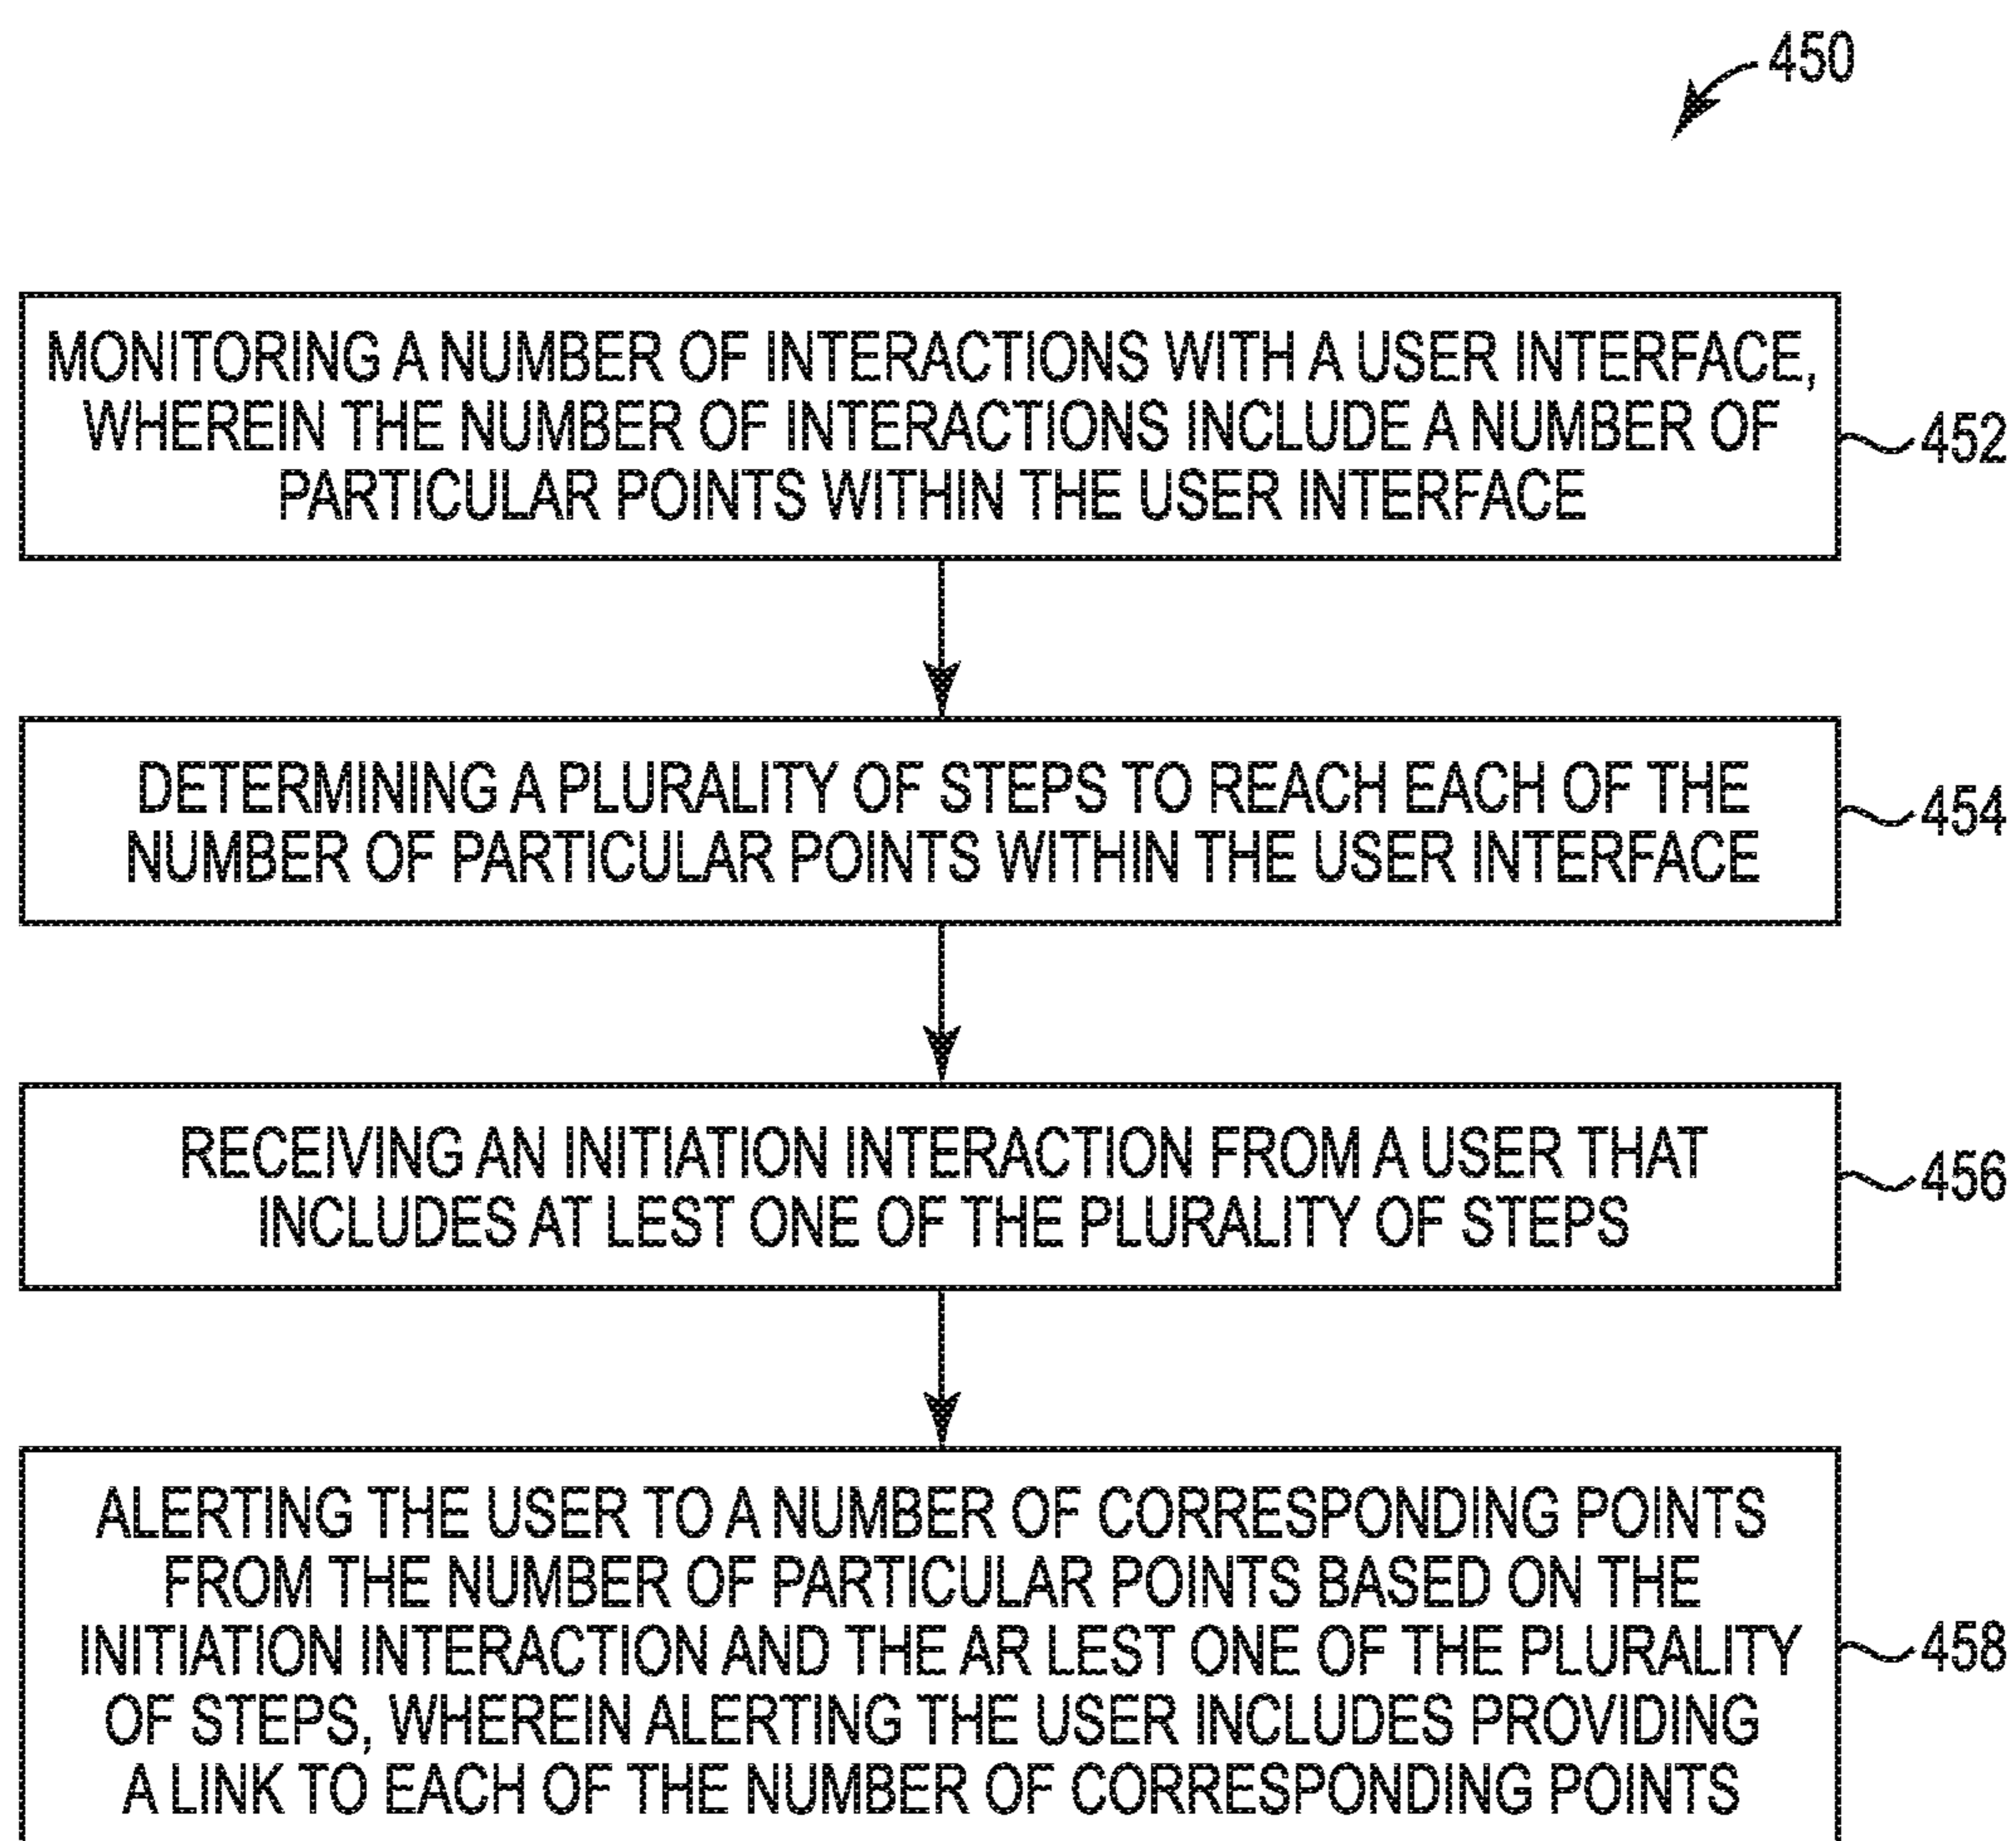 450
MONITORING A NUMBER OF INTERACTIONS WITH A USER INTERFACE,
WHEREIN THE NUMBER OF INTERACTIONS INCLUDE A NUMBER OF
PARTICULAR POINTS WITHIN THE USER INTERFACE
452
DETERMINING A PLURALITY OF STEPS TO REACH EACH OF THE
NUMBER OF PARTICULAR POINTS WITHIN THE USER INTERFACE
454
RECEIVING AN INITIATION INTERACTION FROM A USER THAT
INCLUDES AT LEST ONE OF THE PLURALITY OF STEPS
456
ALERTING THE USER TO A NUMBER OF CORRESPONDING POINTS
FROM THE NUMBER OF PARTICULAR POINTS BASED ON THE
INITIATION INTERACTION AND THE AR LEST ONE OF THE PLURALITY
OF STEPS, WHEREIN ALERTING THE USER INCLUDES PROVIDING
A LINK TO EACH OF THE NUMBER OF CORRESPONDING POINTS
458